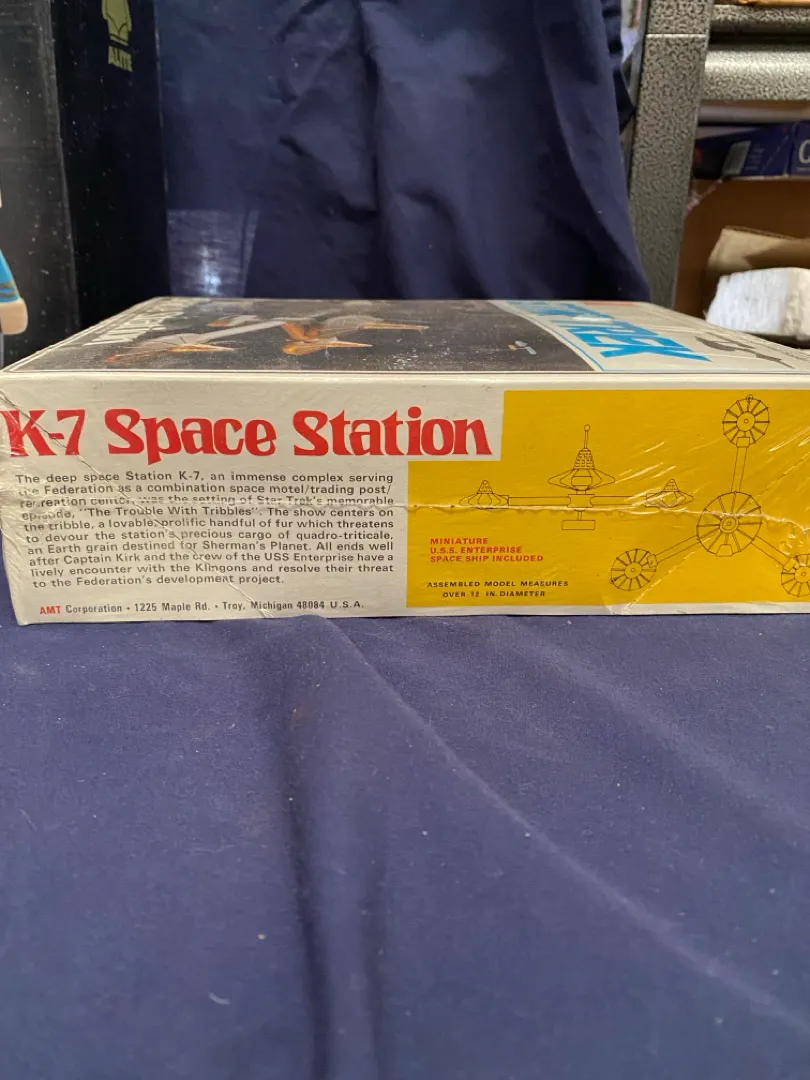 ALITE
TREK
K-7 Space Station
The deep space Station K-7, an immense complex serving
the Federation as a combination space motel/trading post/
recreation center, was the setting of Star Trek's memorable
episode, "The Trouble With Tribbles". The show centers on
the tribble, a lovable, prolific handful of fur which threatens
to devour the station's precious cargo of quadro-triticale,
an Earth grain destined for Sherman's Planet. All ends well
after Captain Kirk and the crew of the USS Enterprise have a
lively encounter with the Klingons and resolve their threat
to the Federation's development project.
AMT Corporation • 1225 Maple Rd. • Troy, Michigan 48084 U.S.A.
MINIATURE
U.S.S. ENTERPRISE
SPACE SHIP INCLUDED
ASSEMBLED MODEL MEASURES
OVER 12 IN. DIAMETER